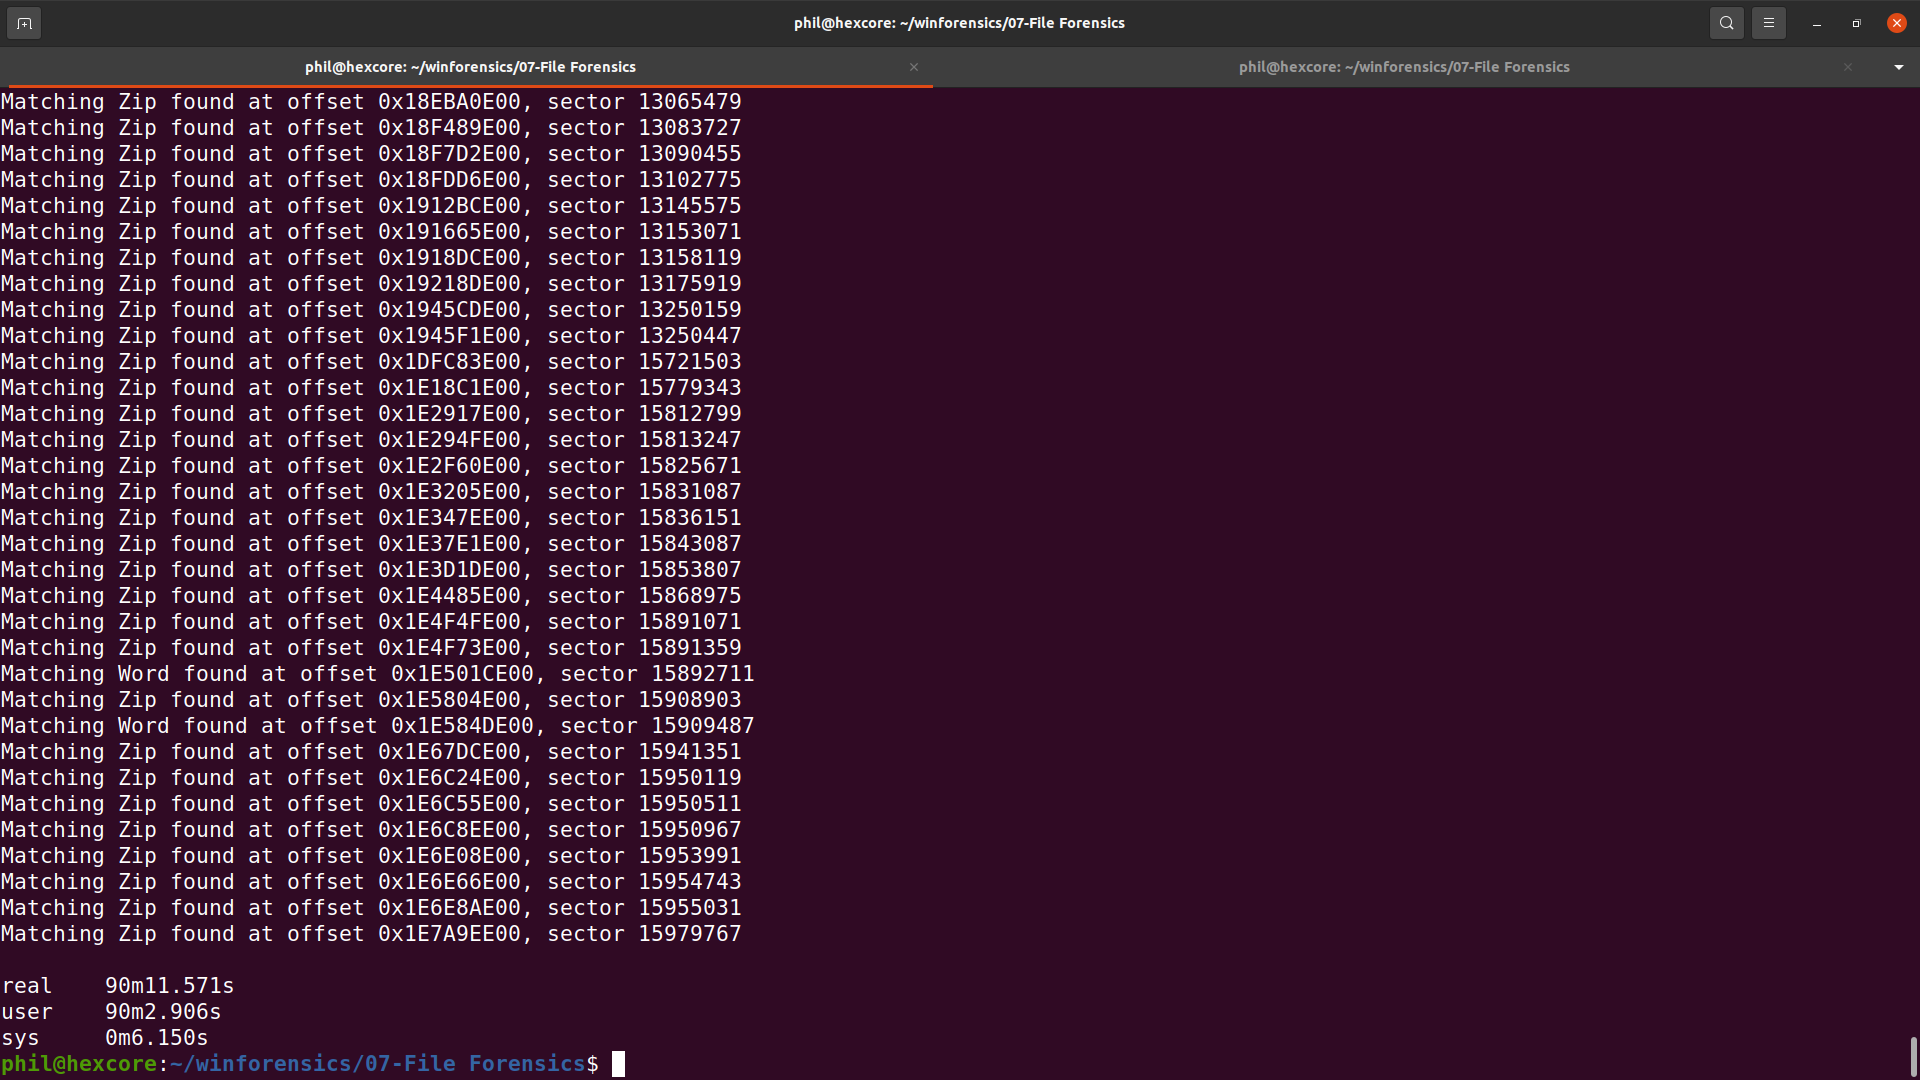 phil@hexcore: ~/winforensics/07-File Forensics
phil@hexcore: ~/winforensics/07-File Forensics
phil@hexcore: ~/winforensics/07-File Forensics
Matching Zip found at offset 0x18EBA0E00, sector 13065479
Matching Zip found at offset 0x18F489E00, sector 13083727
Matching Zip found at offset 0x18F7D2E00, sector 13090455
Matching Zip found at offset 0x18FDD6E00, sector 13102775
Matching Zip found at offset 0x1912BCE00, sector 13145575
Matching Zip found at offset 0x191665E00, sector 13153071
Matching Zip found at offset 0x1918DCE00, sector 13158119
Matching Zip found at offset 0x19218DE00, sector 13175919
Matching Zip found at offset 0x1945CDE00, sector 13250159
Matching Zip found at offset 0x1945F1E00, sector 13250447
Matching Zip found at offset 0x1DFC83E00, sector 15721503
Matching Zip found at offset 0x1E18C1E00, sector 15779343
Matching Zip found at offset 0x1E2917E00, sector 15812799
Matching Zip found at offset 0x1E294FE00, sector 15813247
Matching Zip found at offset 0x1E2F60E00, sector 15825671
Matching Zip found at offset 0x1E3205E00, sector 15831087
Matching Zip found at offset 0x1E347EE00, sector 15836151
Matching Zip found at offset 0x1E37E1E00, sector 15843087
Matching Zip found at offset 0x1E3D1DE00, sector 15853807
Matching Zip found at offset 0x1E4485E00, sector 15868975
Matching Zip found at offset 0x1E4F4FE00, sector 15891071
Matching Zip found at offset 0x1E4F73E00, sector 15891359
Matching Word found at offset 0x1E501CE00, sector 15892711
Matching Zip found at offset 0x1E5804E00, sector 15908903
Matching Word found at offset 0x1E584DE00, sector 15909487
Matching Zip found at offset 0x1E67DCE00, sector 15941351
Matching Zip found at offset 0x1E6C24E00, sector 15950119
Matching Zip found at offset 0x1E6C55E00, sector 15950511
Matching Zip found at offset 0x1E6C8EE00, sector 15950967
Matching Zip found at offset 0x1E6E08E00, sector 15953991
Matching Zip found at offset 0x1E6E66E00, sector 15954743
Matching Zip found at offset 0x1E6E8AE00, sector 15955031
Matching Zip found at offset 0x1E7A9EE00, sector 15979767
real 90m11.571s
user 90m2.906s
sys 0m6.150s
phil@hexcore:~/winforensics/07-File Forensics$